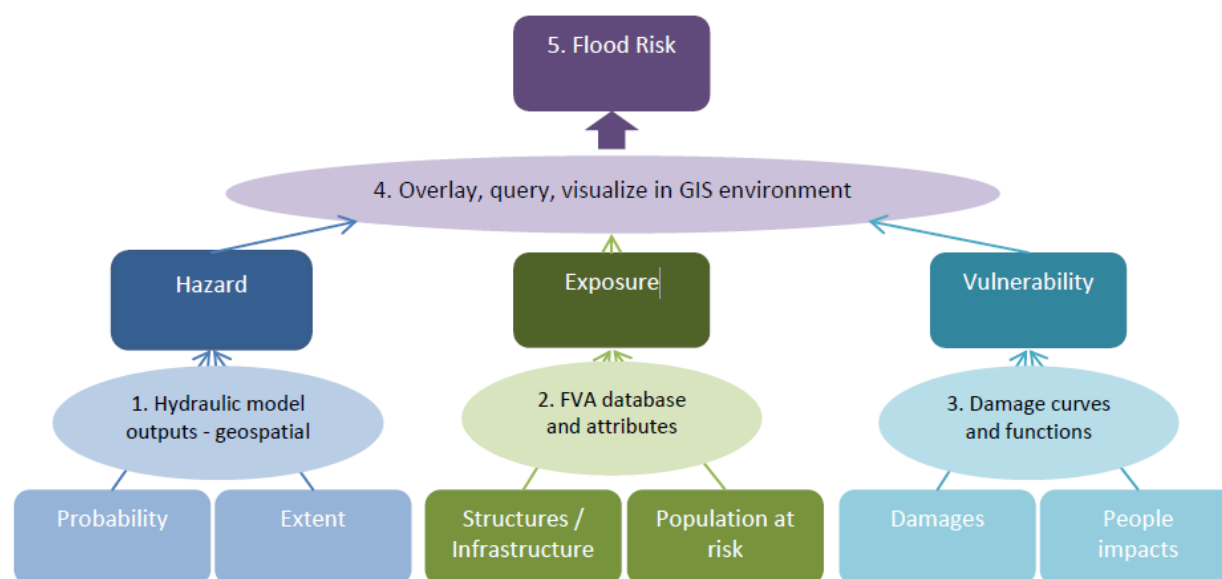 5. Flood Risk
4. Overlay, query, visualize in GIS environment
Hazard
Exposure
Vulnerability
1. Hydraulic model
outputs - geospatial
2. FVA database
and attributes
3. Damage curves
and functions
Probability
Extent
Structures /
Infrastructure
Population at
risk
Damages
People
impacts